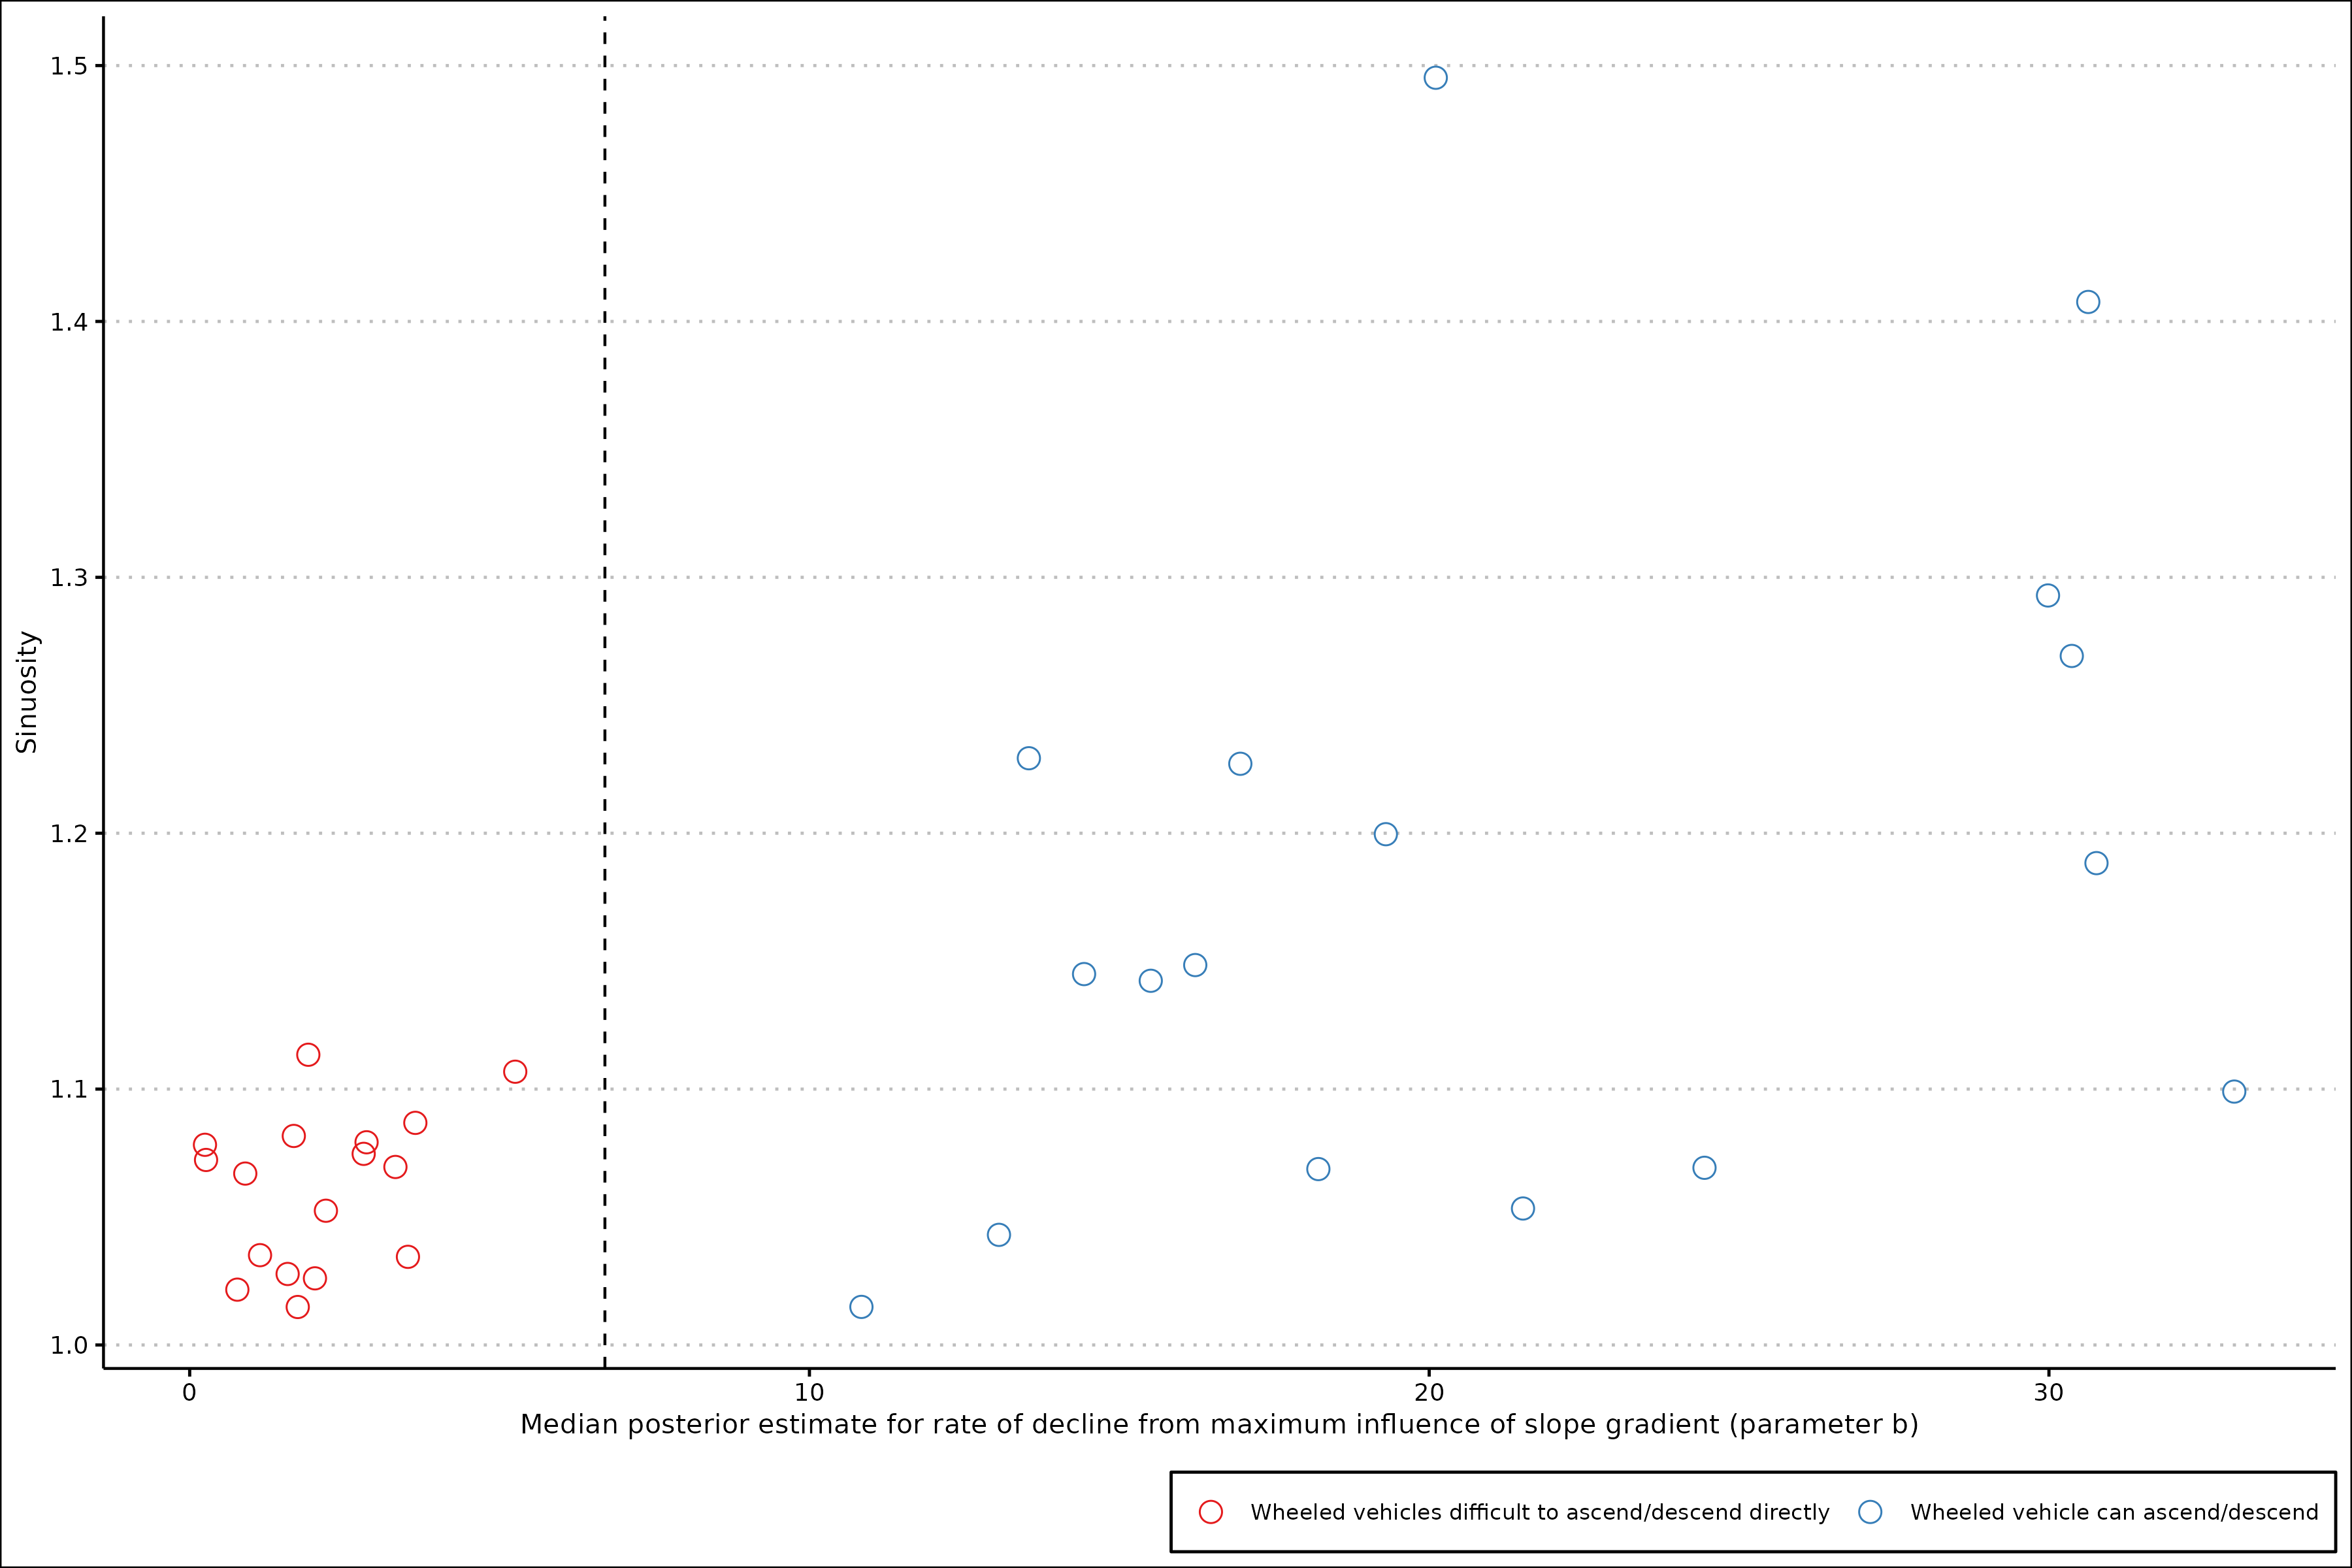 1.5
1.4
1.3
1.2
1.1
1.0
Sinuosity
0 10 20 30
Median posterior estimate for rate of decline from maximum influence of slope gradient (parameter b)
Wheeled vehicles difficult to ascend/descend directly Wheeled vehicle can ascend/descend